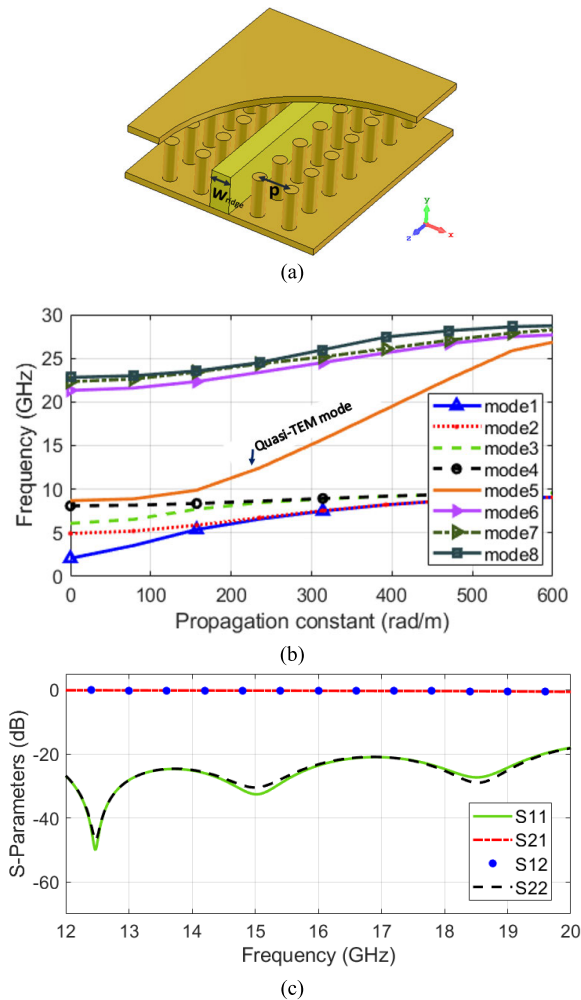 W ridge
p
y
z
x
(a)
30
25
20
15
10
5
0
Frequency (GHz)
Quasi-TEM mode
mode1
mode2
mode3
mode4
mode5
mode6
mode7
mode8
0 100 200 300 400 500 600
Propagation constant (rad/m)
(b)
0
-20
-40
-60
S-Parameters (dB)
S11
S21
S12
S22
12 13 14 15 16 17 18 19 20
Frequency (GHz)
(c)